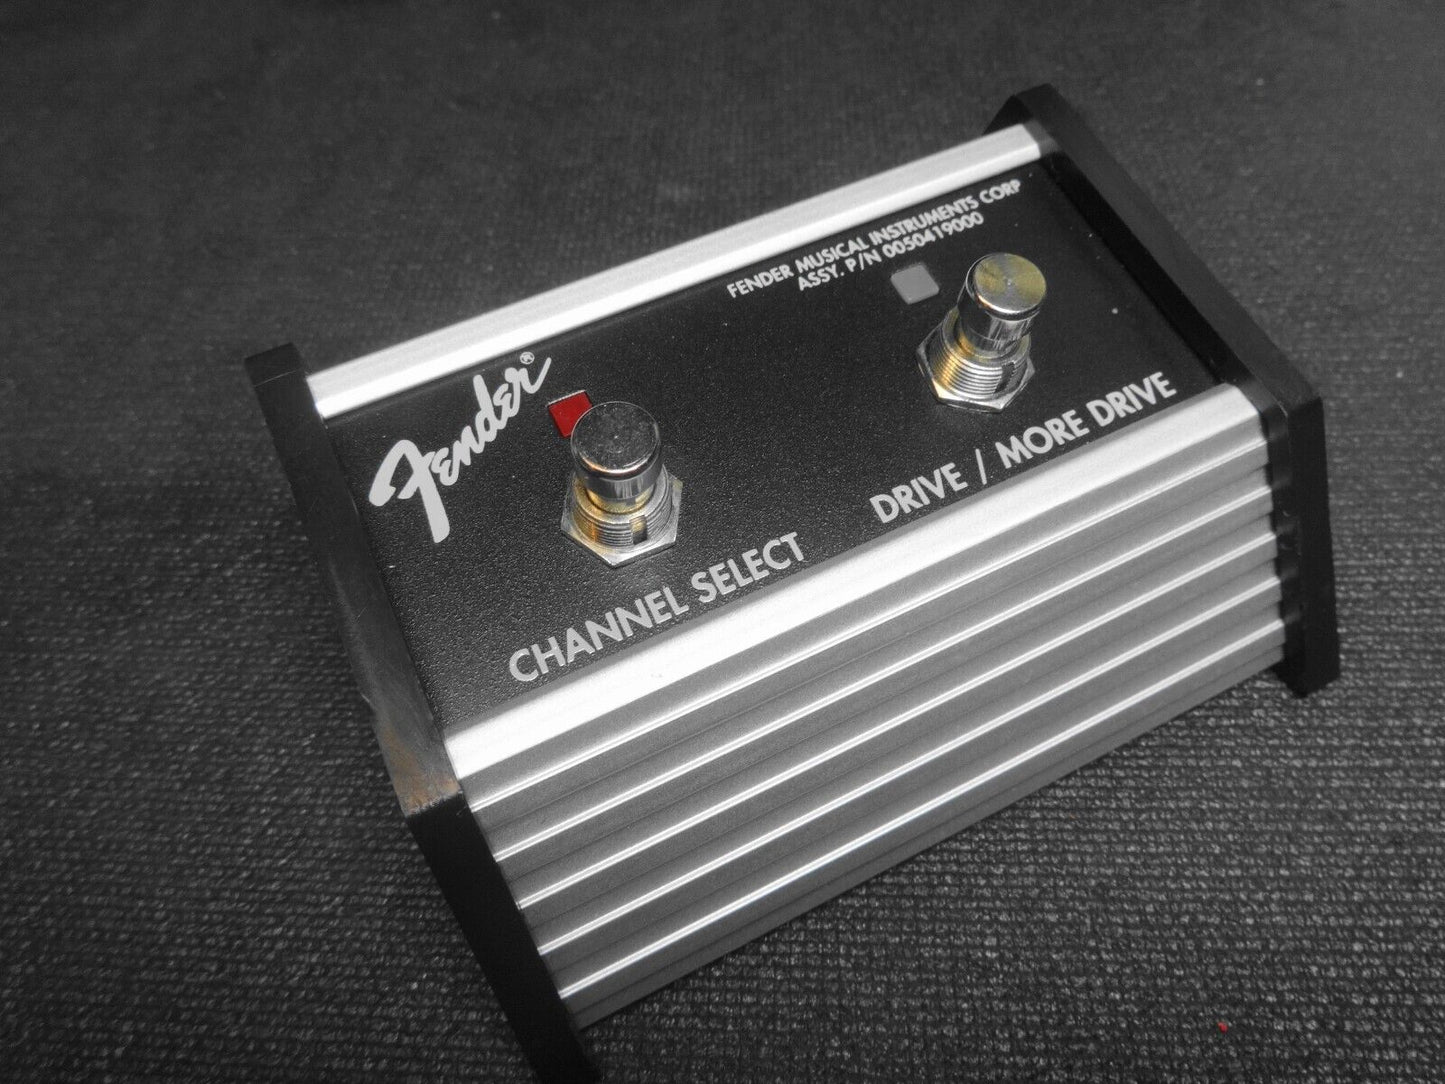 FENDER MUSICAL INSTRUMENTS CORP
ASSY. P/N 0050419000
Fender®
CHANNEL SELECT
DRIVE / MORE DRIVE